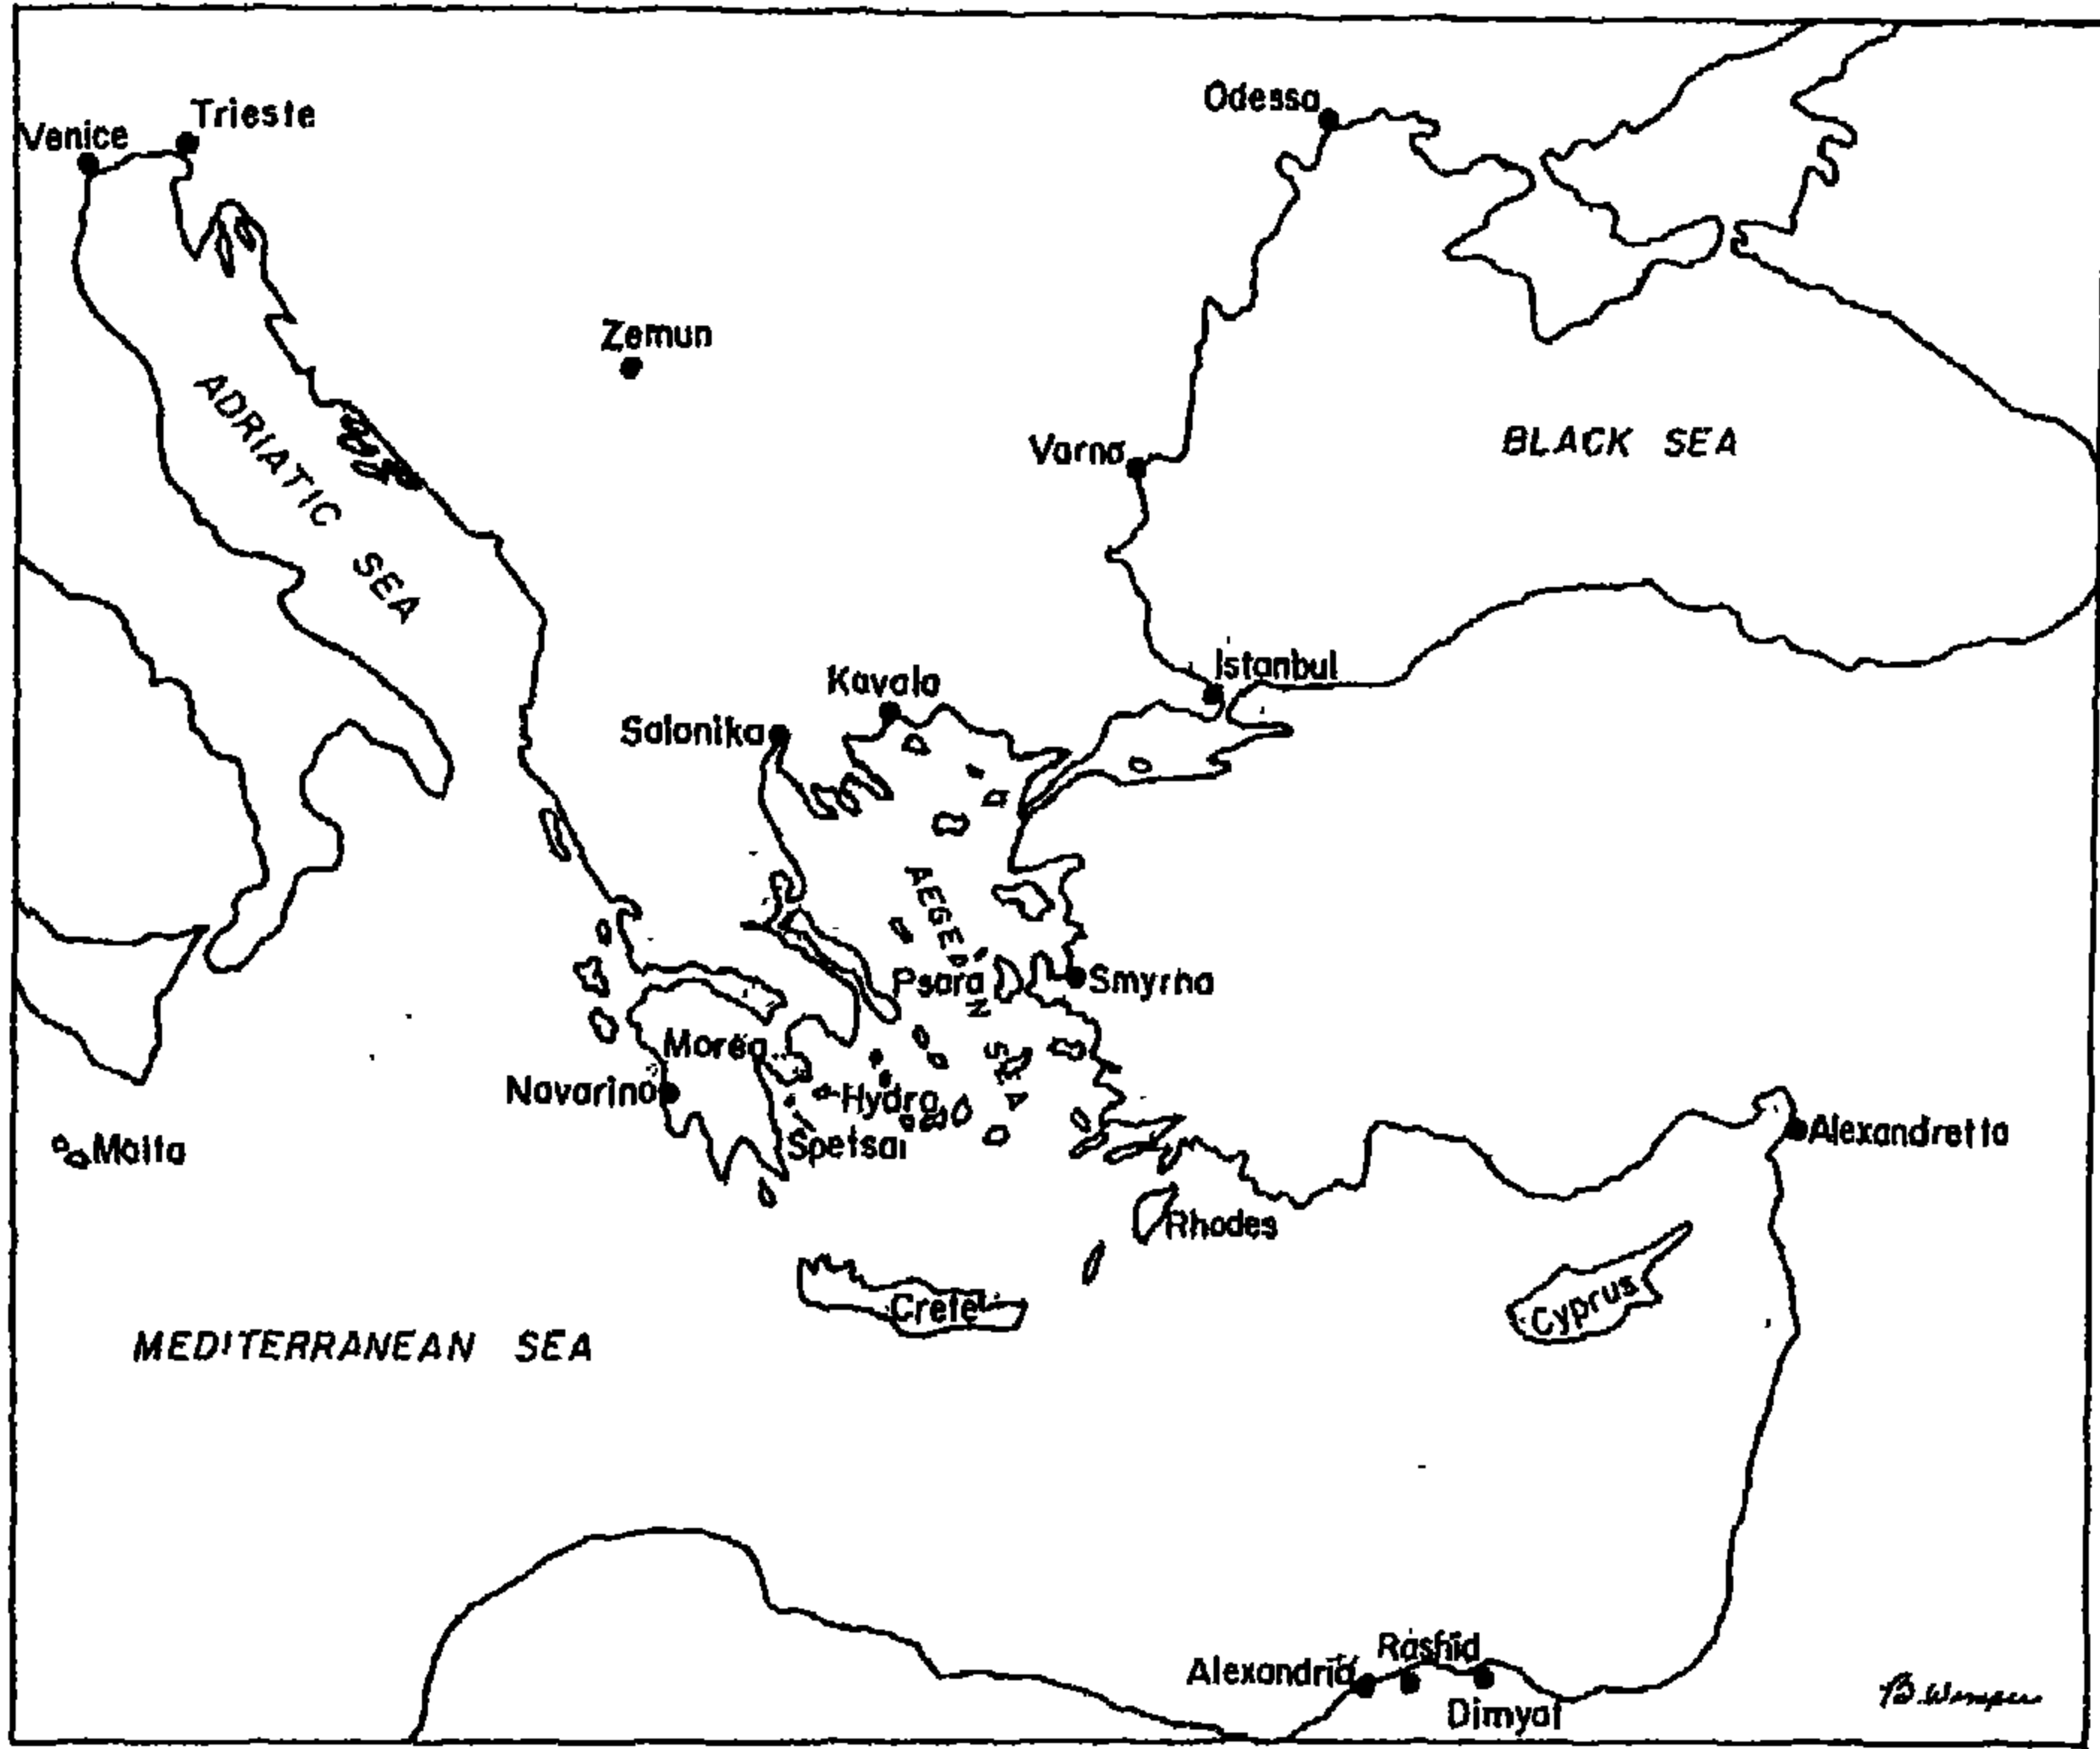 Odessa
Trieste
Venice
Zemun
ADRIATIC SEA
BLACK SEA
Varna
Istanbul
Kavala
Salonika
AEGEAN SEA
Psara
Smyrna
Morea
Navarino
Hydra
Spetsai
Malta
Alexandretta
Rhodes
Cyprus
Crete
MEDITERRANEAN SEA
Rashid
Alexandria
Dimyat